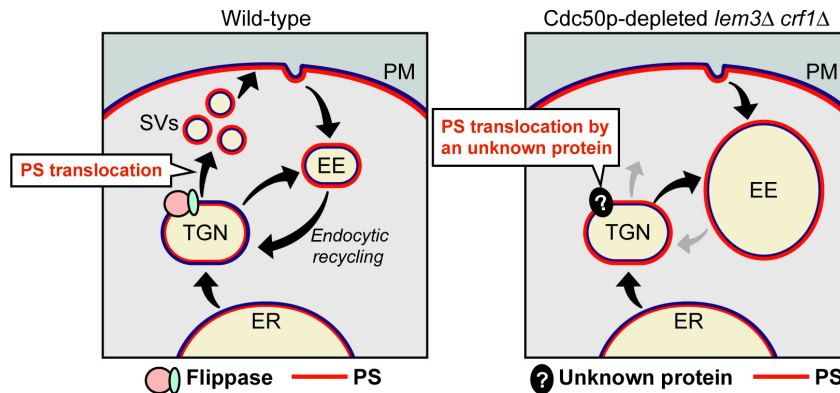 Wild-type
PM
SVs
PS translocation
EE
TGN
Endocytic
recycling
ER
Flippase
PS
Cdc50p-depleted lem3Δ crf1Δ
PM
PS translocation by
an unknown protein
EE
?
TGN
ER
? Unknown protein
PS